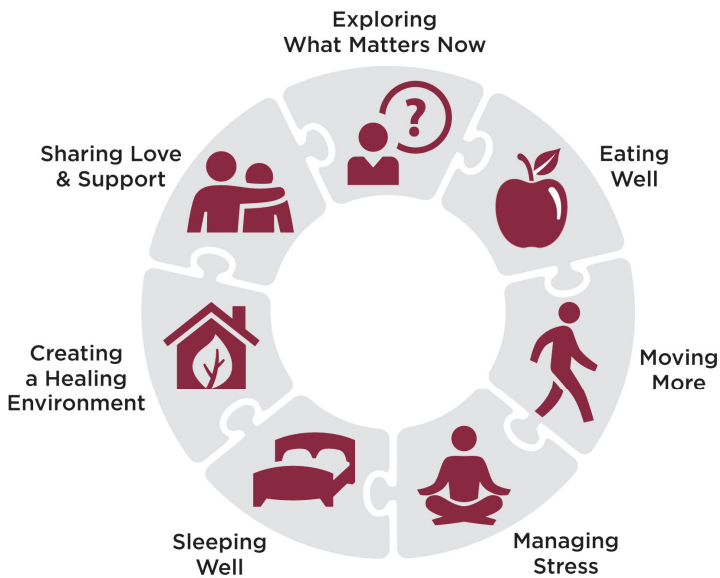 Exploring
What Matters Now
Eating
Well
Moving
More
Managing
Stress
Sleeping
Well
Creating
a Healing
Environment
Sharing Love
& Support
?